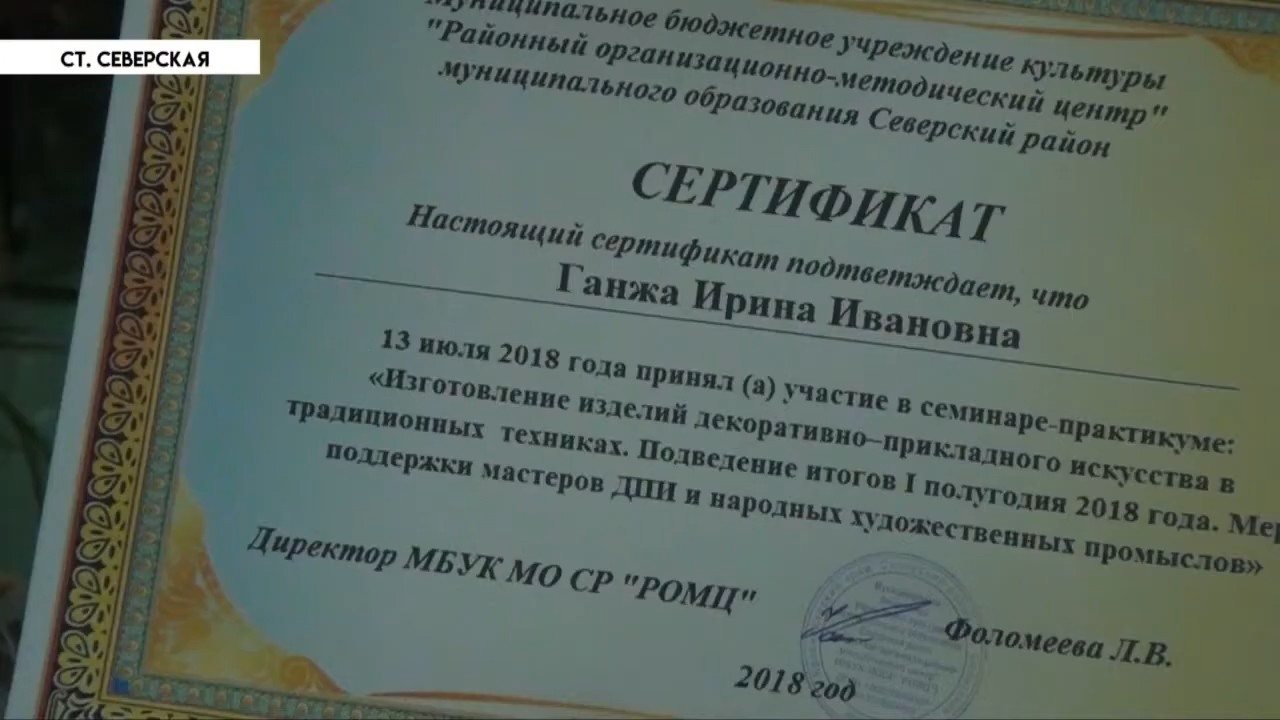 СТ. СЕВЕРСКАЯ
Муниципальное бюджетное учреждение культуры
"Районный организационно-методический центр"
муниципального образования Северский район
СЕРТИФИКАТ
Настоящий сертификат подтветждает, что
Ганжа Ирина Ивановна
13 июля 2018 года принял (а) участие в семинаре-практикуме:
«Изготовление изделий декоративно–прикладного искусства в
традиционных техниках. Подведение итогов I полугодия 2018 года.
поддержки мастеров ДПИ и народных художественных промыслов»
Директор МБУК МО СР "РОМЦ"
Фоломеева Л.В.
2018 год